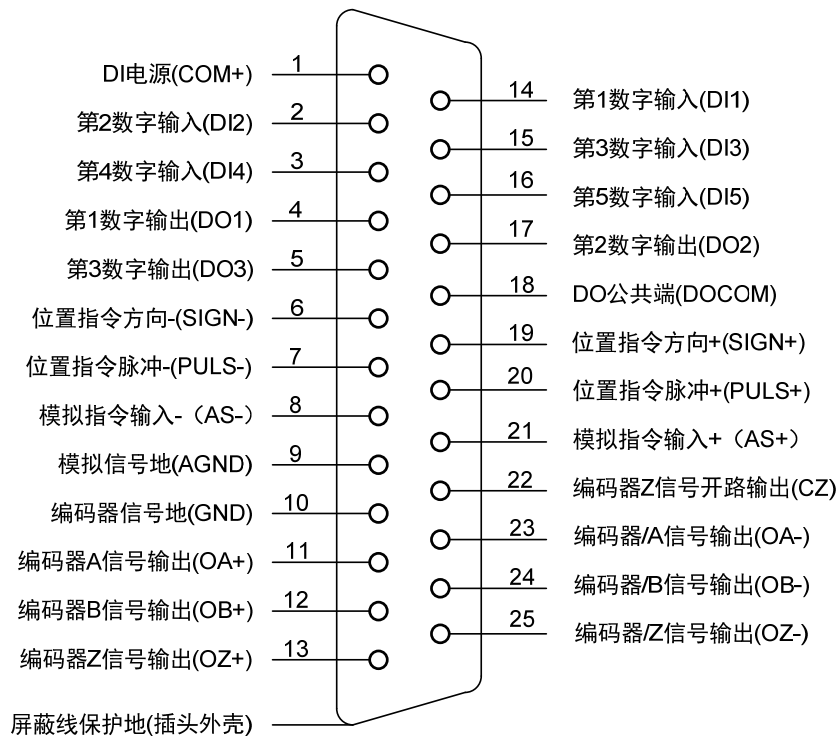 DI电源(COM+) 1
第2数字输入(DI2) 2
第4数字输入(DI4) 3
第1数字输出(DO1) 4
第3数字输出(DO3) 5
位置指令方向-(SIGN-) 6
位置指令脉冲-(PULS-) 7
模拟指令输入-（AS-） 8
模拟信号地(AGND) 9
编码器信号地(GND) 10
编码器A信号输出(OA+) 11
编码器B信号输出(OB+) 12
编码器Z信号输出(OZ+) 13
屏蔽线保护地(插头外壳)
14 第1数字输入(DI1)
15 第3数字输入(DI3)
16 第5数字输入(DI5)
17 第2数字输出(DO2)
18 DO公共端(DOCOM)
19 位置指令方向+(SIGN+)
20 位置指令脉冲+(PULS+)
21 模拟指令输入+（AS+）
22 编码器Z信号开路输出(CZ)
23 编码器/A信号输出(OA-)
24 编码器/B信号输出(OB-)
25 编码器/Z信号输出(OZ-)